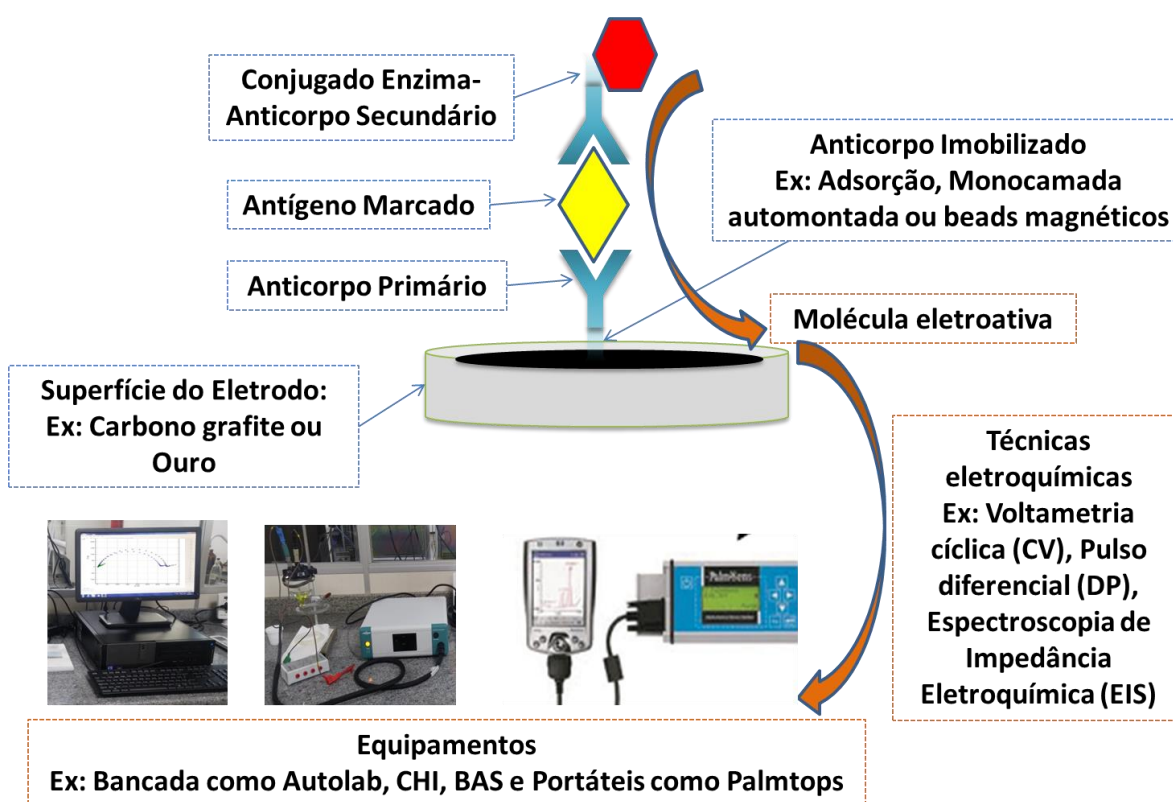 Conjugado Enzima-
Anticorpo Secundário
Anticorpo Imobilizado
Ex: Adsorção, Monocamada
automontada ou beads magnéticos
Antígeno Marcado
Anticorpo Primário
Molécula eletroativa
Superfície do Eletrodo:
Ex: Carbono grafite ou
Ouro
Técnicas
eletroquímicas
Ex: Voltametria
cíclica (CV), Pulso
diferencial (DP),
Espectroscopia de
Impedância
Eletroquímica (EIS)
PalmSens
Equipamentos
Ex: Bancada como Autolab, CHI, BAS e Portáteis como Palmtops